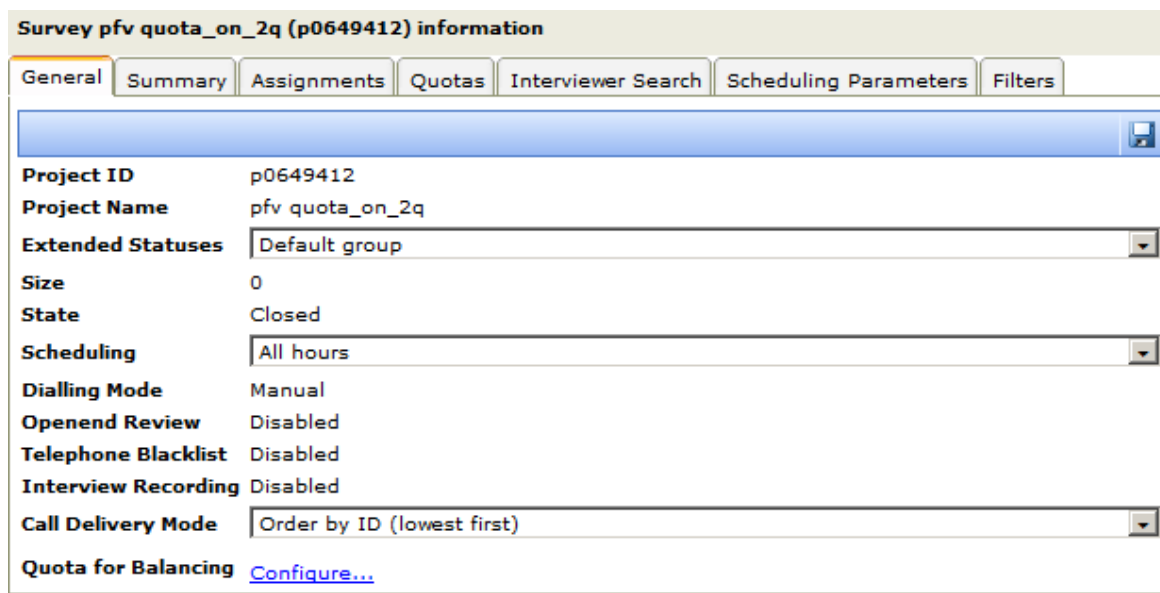 Survey pfv quota_on_2q (p0649412) information
General Summary Assignments Quotas Interviewer Search Scheduling Parameters Filters
Project ID p0649412
Project Name pfv quota_on_2q
Extended Statuses Default group
Size 0
State Closed
Scheduling All hours
Dialling Mode Manual
Openend Review Disabled
Telephone Blacklist Disabled
Interview Recording Disabled
Call Delivery Mode Order by ID (lowest first)
Quota for Balancing Configure...